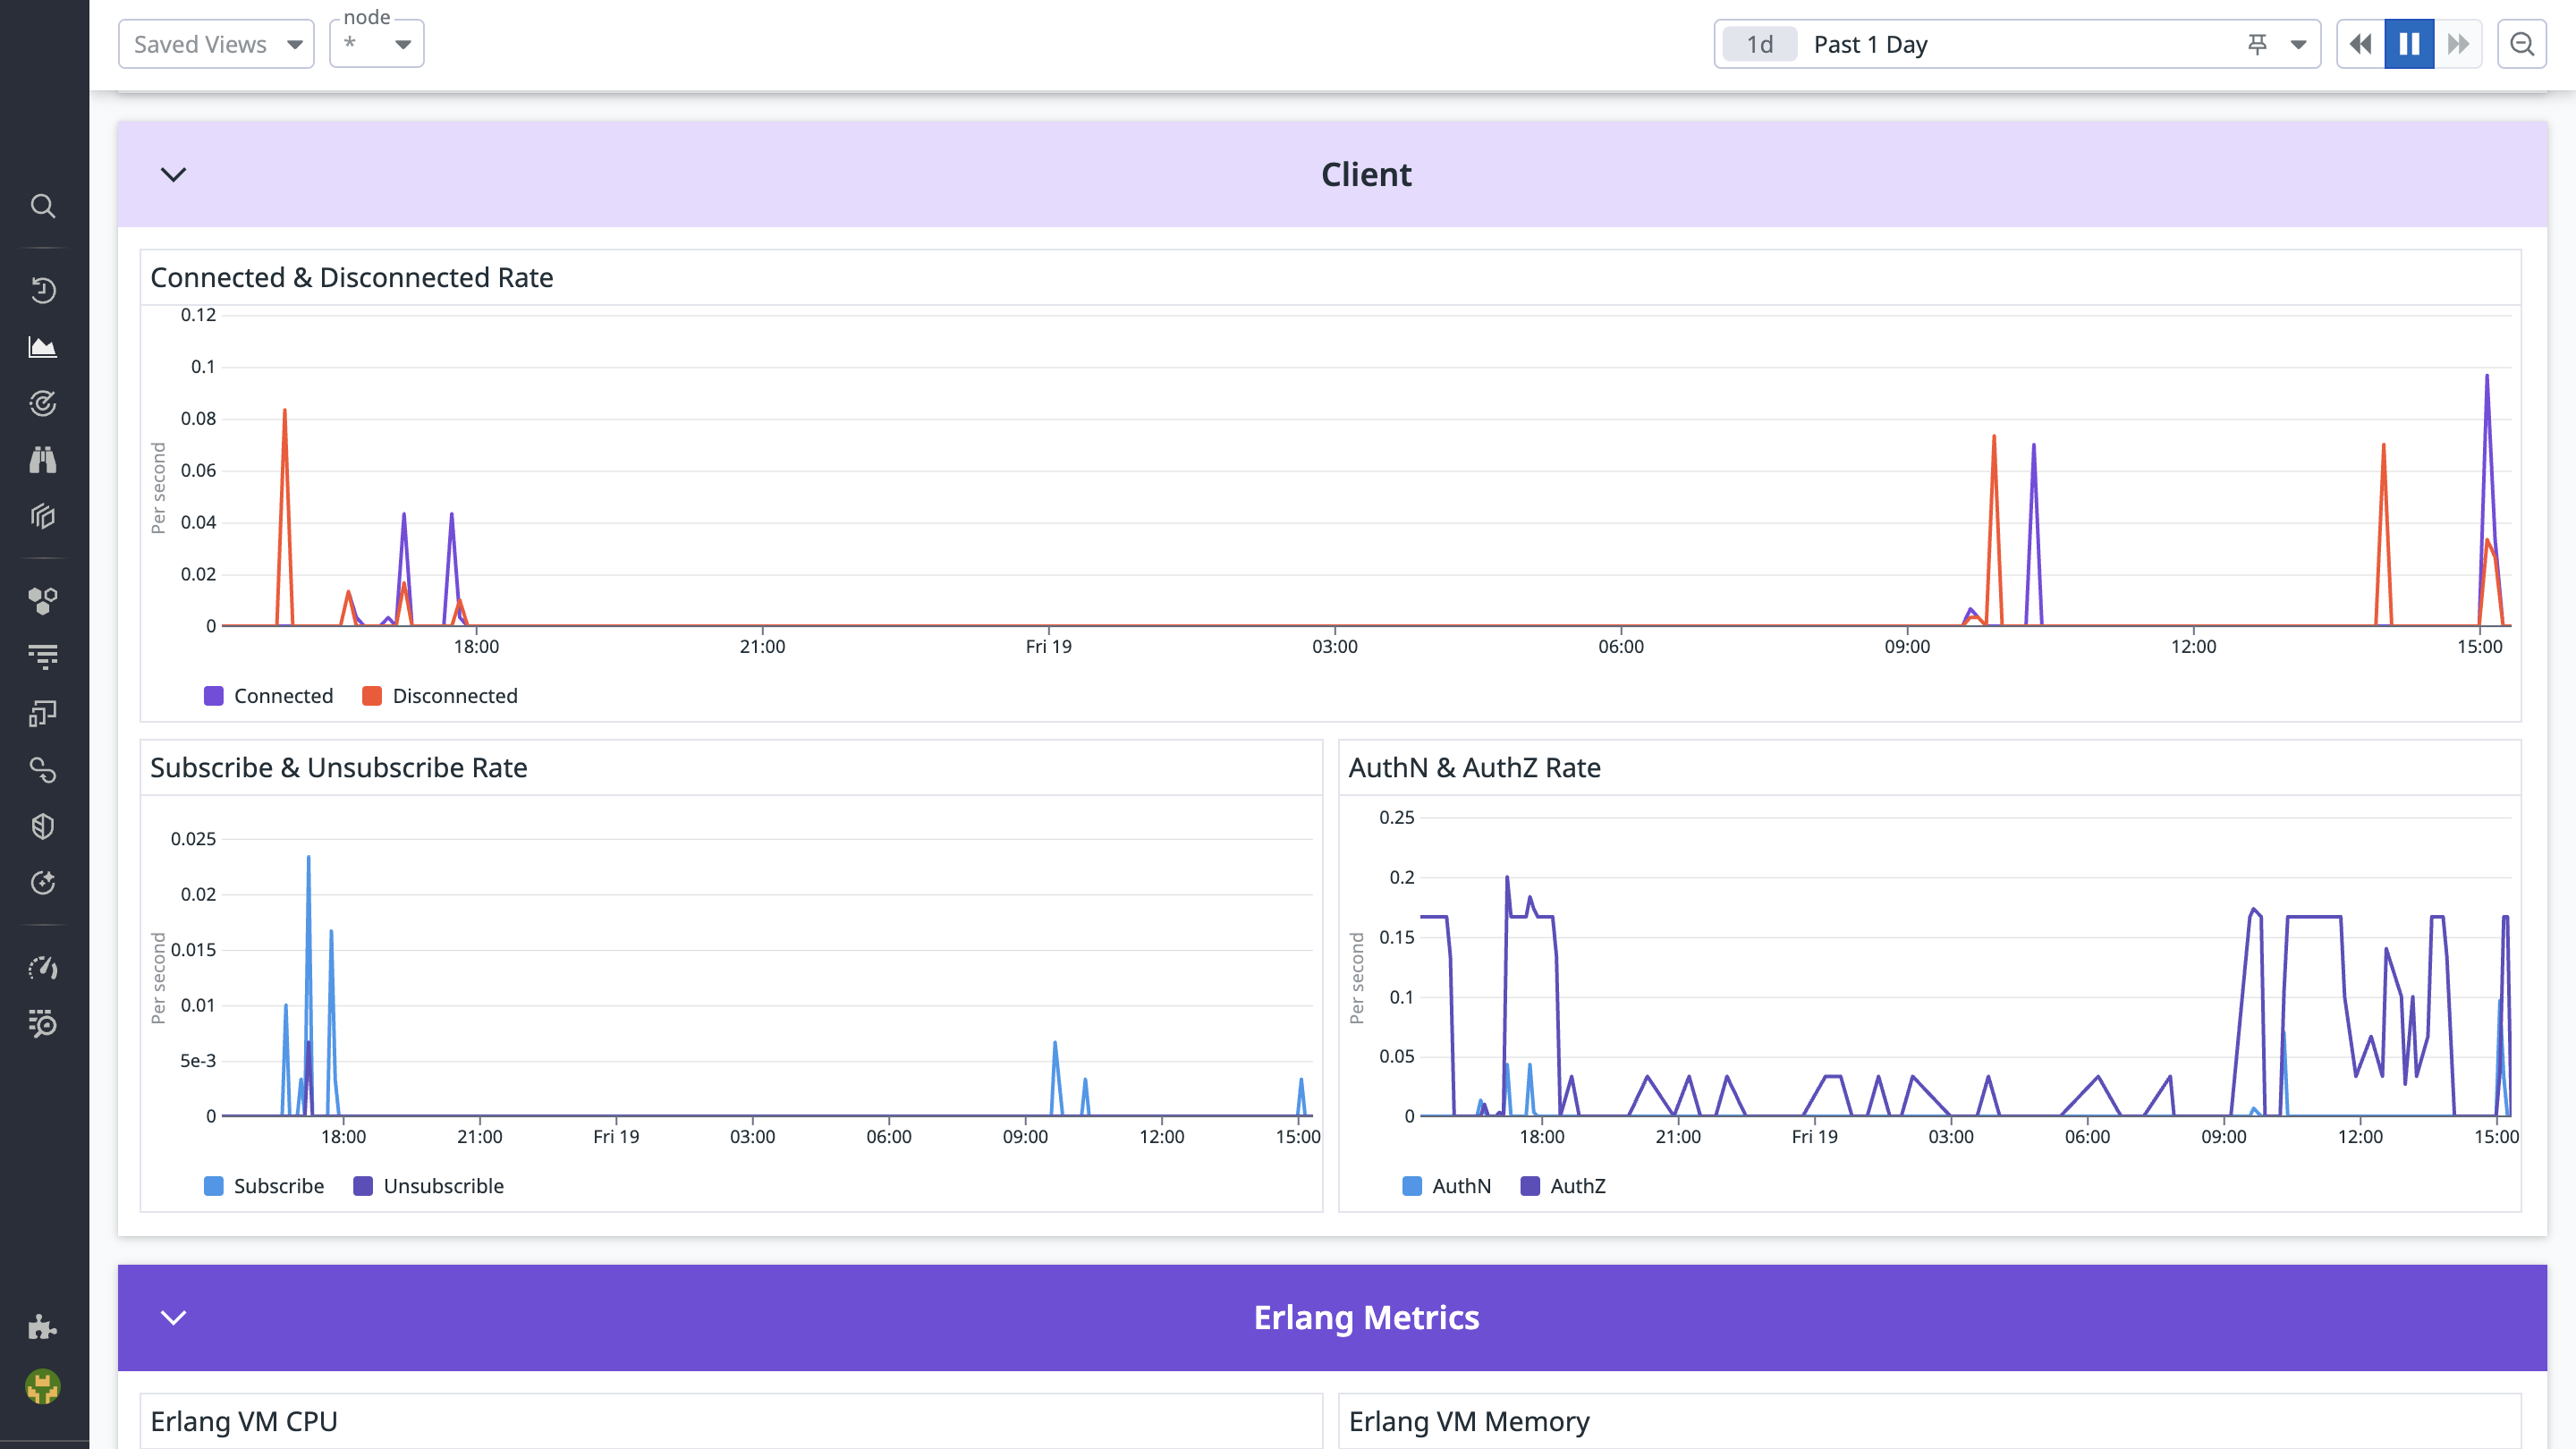 node
Saved Views
*
1d Past 1 Day
Client
Connected & Disconnected Rate
Per second
0.12
0.1
0.08
0.06
0.04
0.02
0
18:00 21:00 Fri 19 03:00 06:00 09:00 12:00 15:00
Connected Disconnected
Subscribe & Unsubscribe Rate
Per second
0.025
0.02
0.015
0.01
5e-3
0
18:00 21:00 Fri 19 03:00 06:00 09:00 12:00 15:00
Subscribe Unsubscrible
AuthN & AuthZ Rate
Per second
0.25
0.2
0.15
0.1
0.05
0
18:00 21:00 Fri 19 03:00 06:00 09:00 12:00 15:00
AuthN AuthZ
Erlang Metrics
Erlang VM CPU
Erlang VM Memory